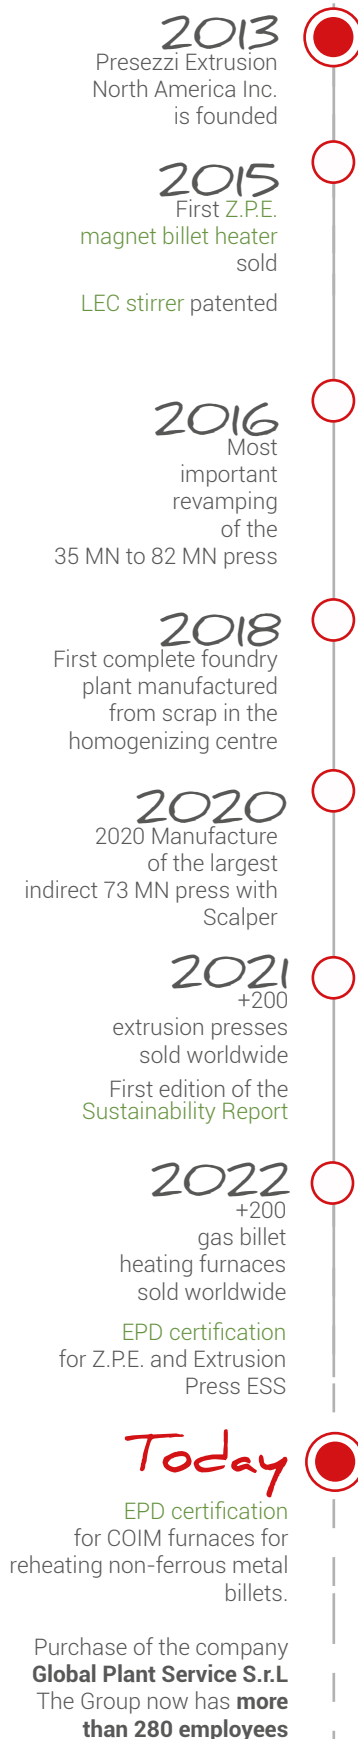 2013
Presezzi Extrusion
North America Inc.
is founded
2015
First Z.P.E.
magnet billet heater
sold
LEC stirrer patented
2016
Most
important
revamping
of the
35 MN to 82 MN press
2018
First complete foundry
plant manufactured
from scrap in the
homogenizing centre
2020
2020 Manufacture
of the largest
indirect 73 MN press with
Scalper
2021
+200
extrusion presses
sold worldwide
First edition of the
Sustainability Report
2022
+200
gas billet
heating furnaces
sold worldwide
EPD certification
for Z.P.E. and Extrusion
Press ESS
Today
EPD certification
for COIM furnaces for
reheating non-ferrous metal
billets.
Purchase of the company
Global Plant Service S.r.L
The Group now has more
than 280 employees